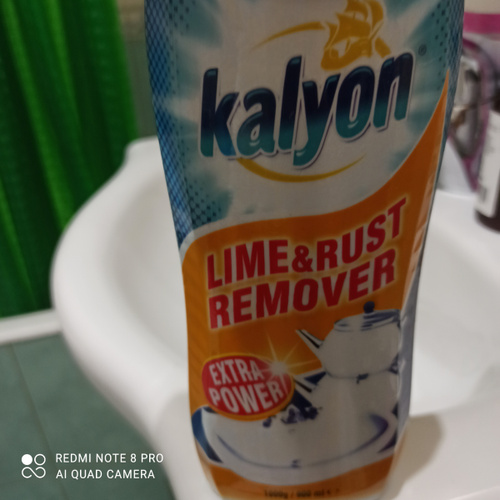 kalyon®
LIME&RUST
REMOVER
EXTRA
POWER!
REDMI NOTE 8 PRO
AI QUAD CAMERA